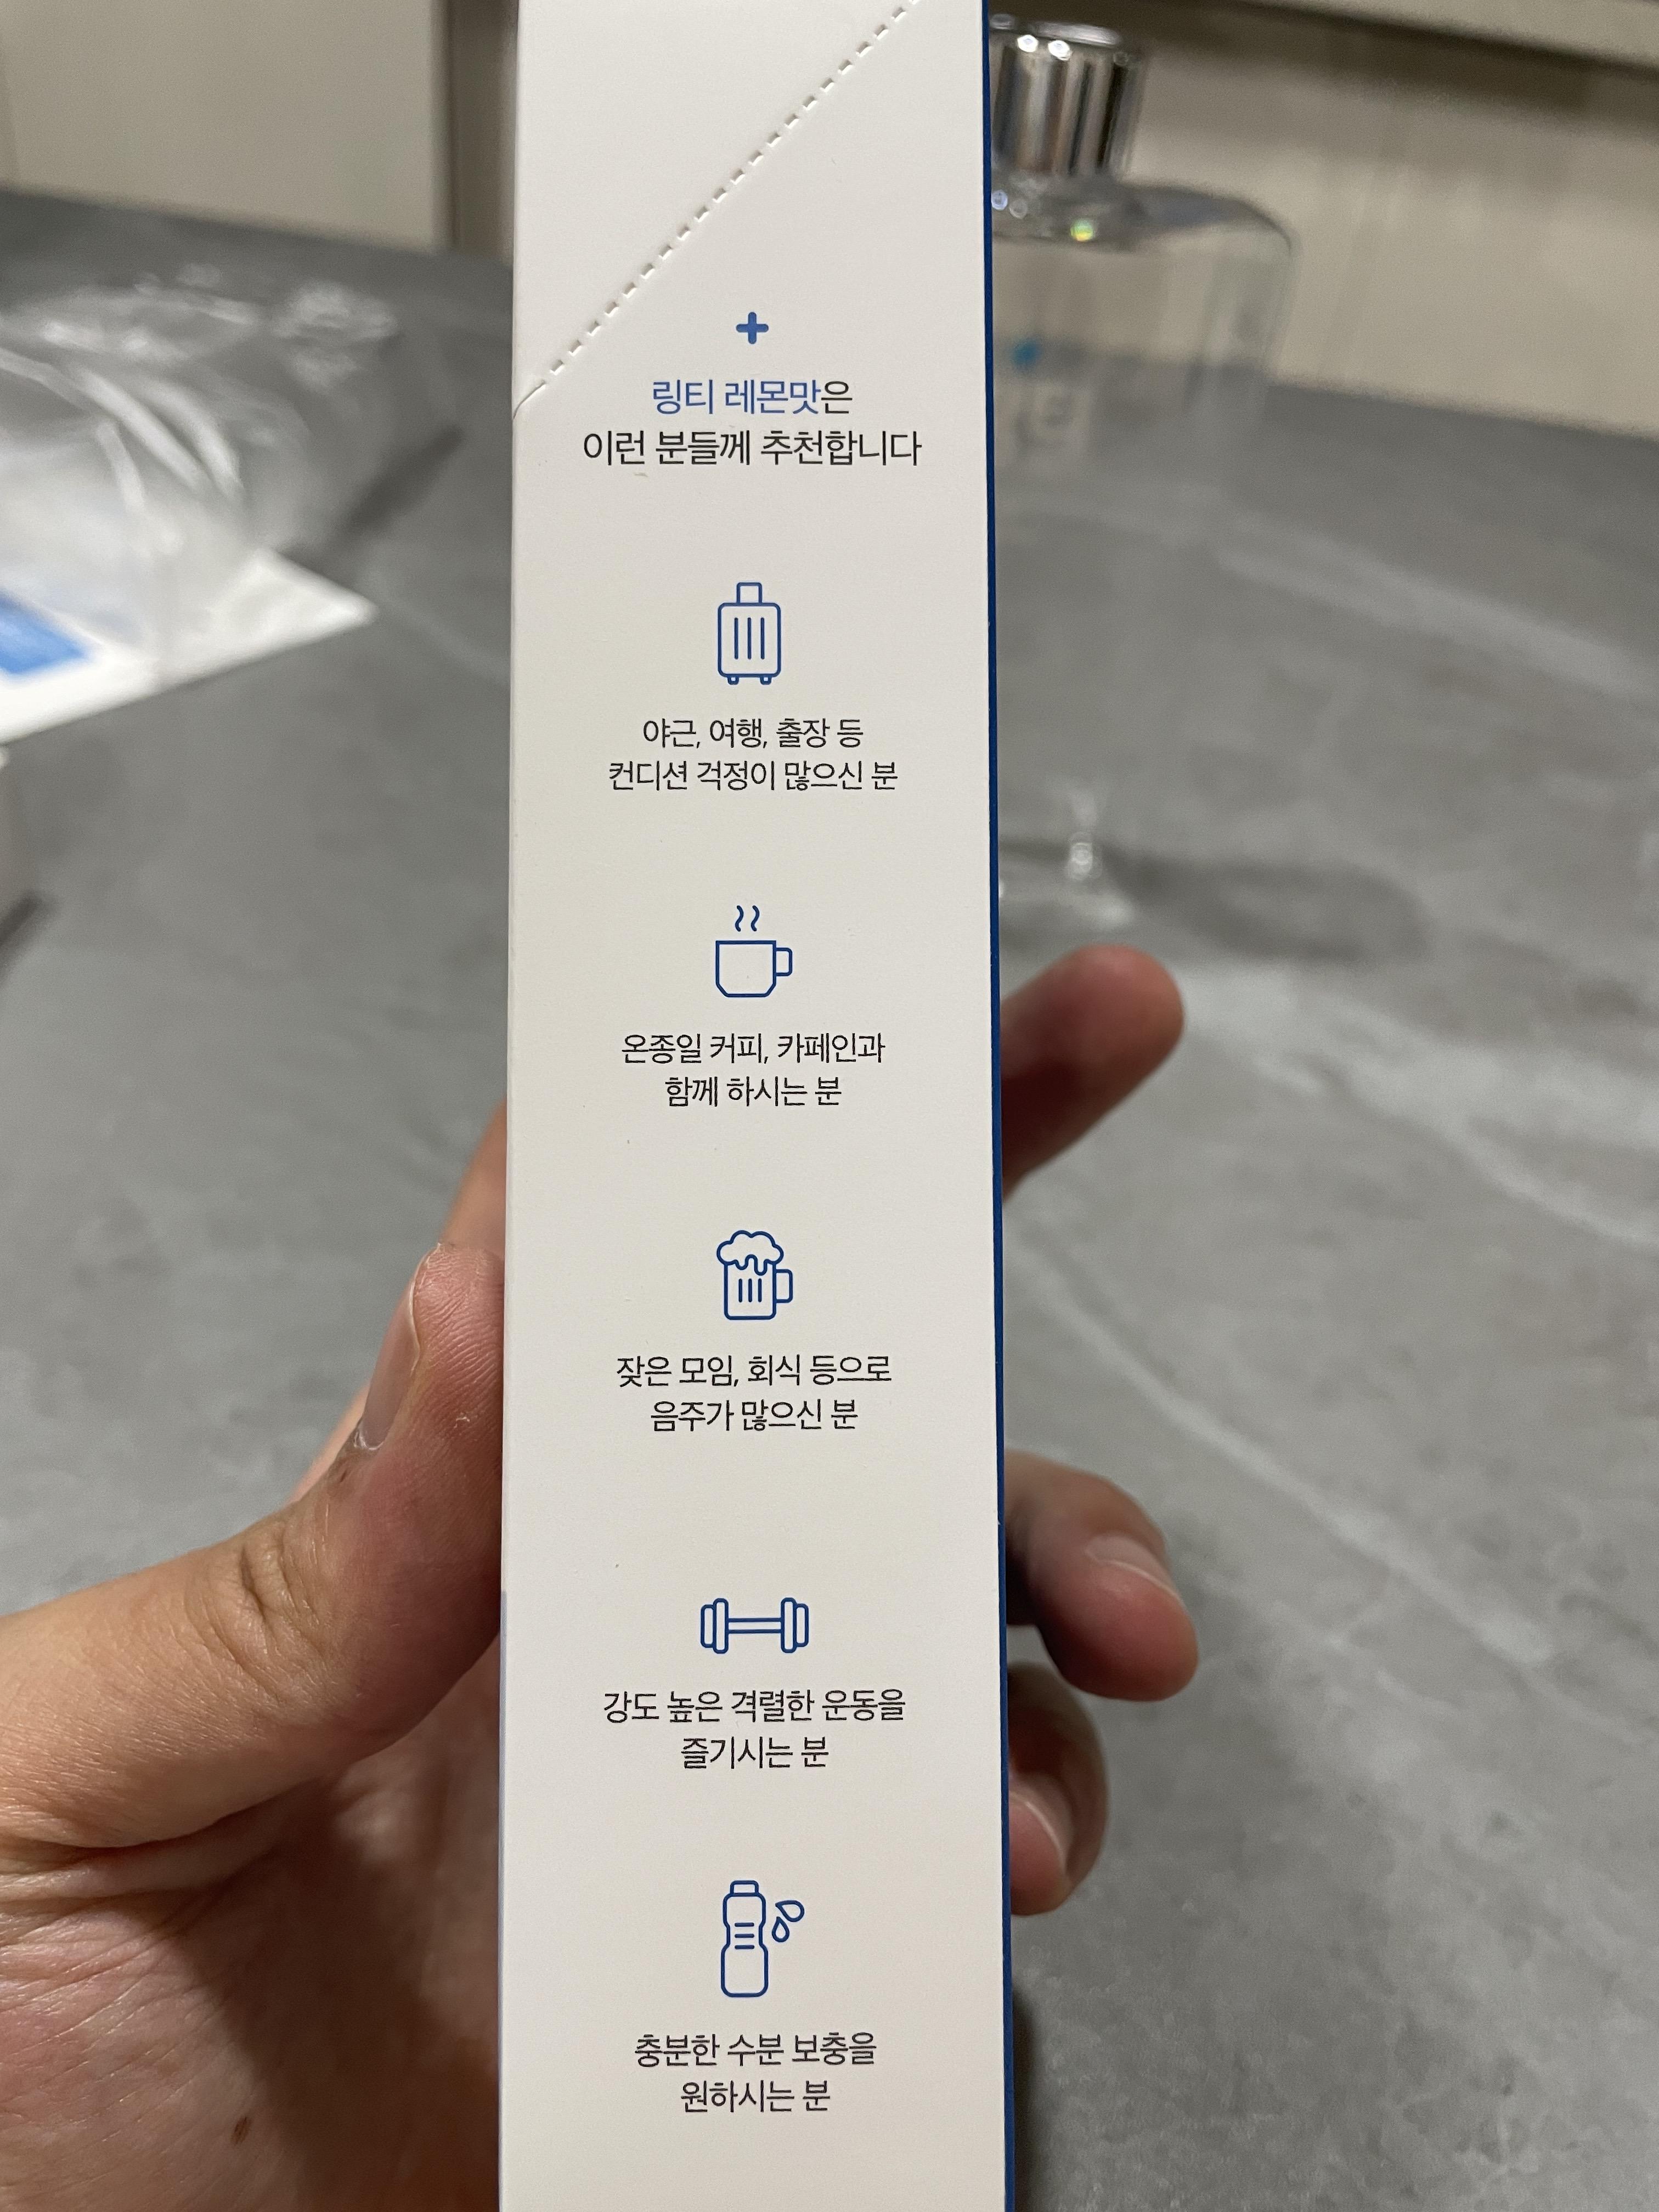 링티 레몬맛은
이런 분들께 추천합니다
야근, 여행, 출장 등
컨디션 걱정이 많으신 분
온종일 커피, 카페인과
함께 하시는 분
잦은 모임, 회식 등으로
음주가 많으신 분
강도 높은 격렬한 운동을
즐기시는 분
충분한 수분 보충을
원하시는 분